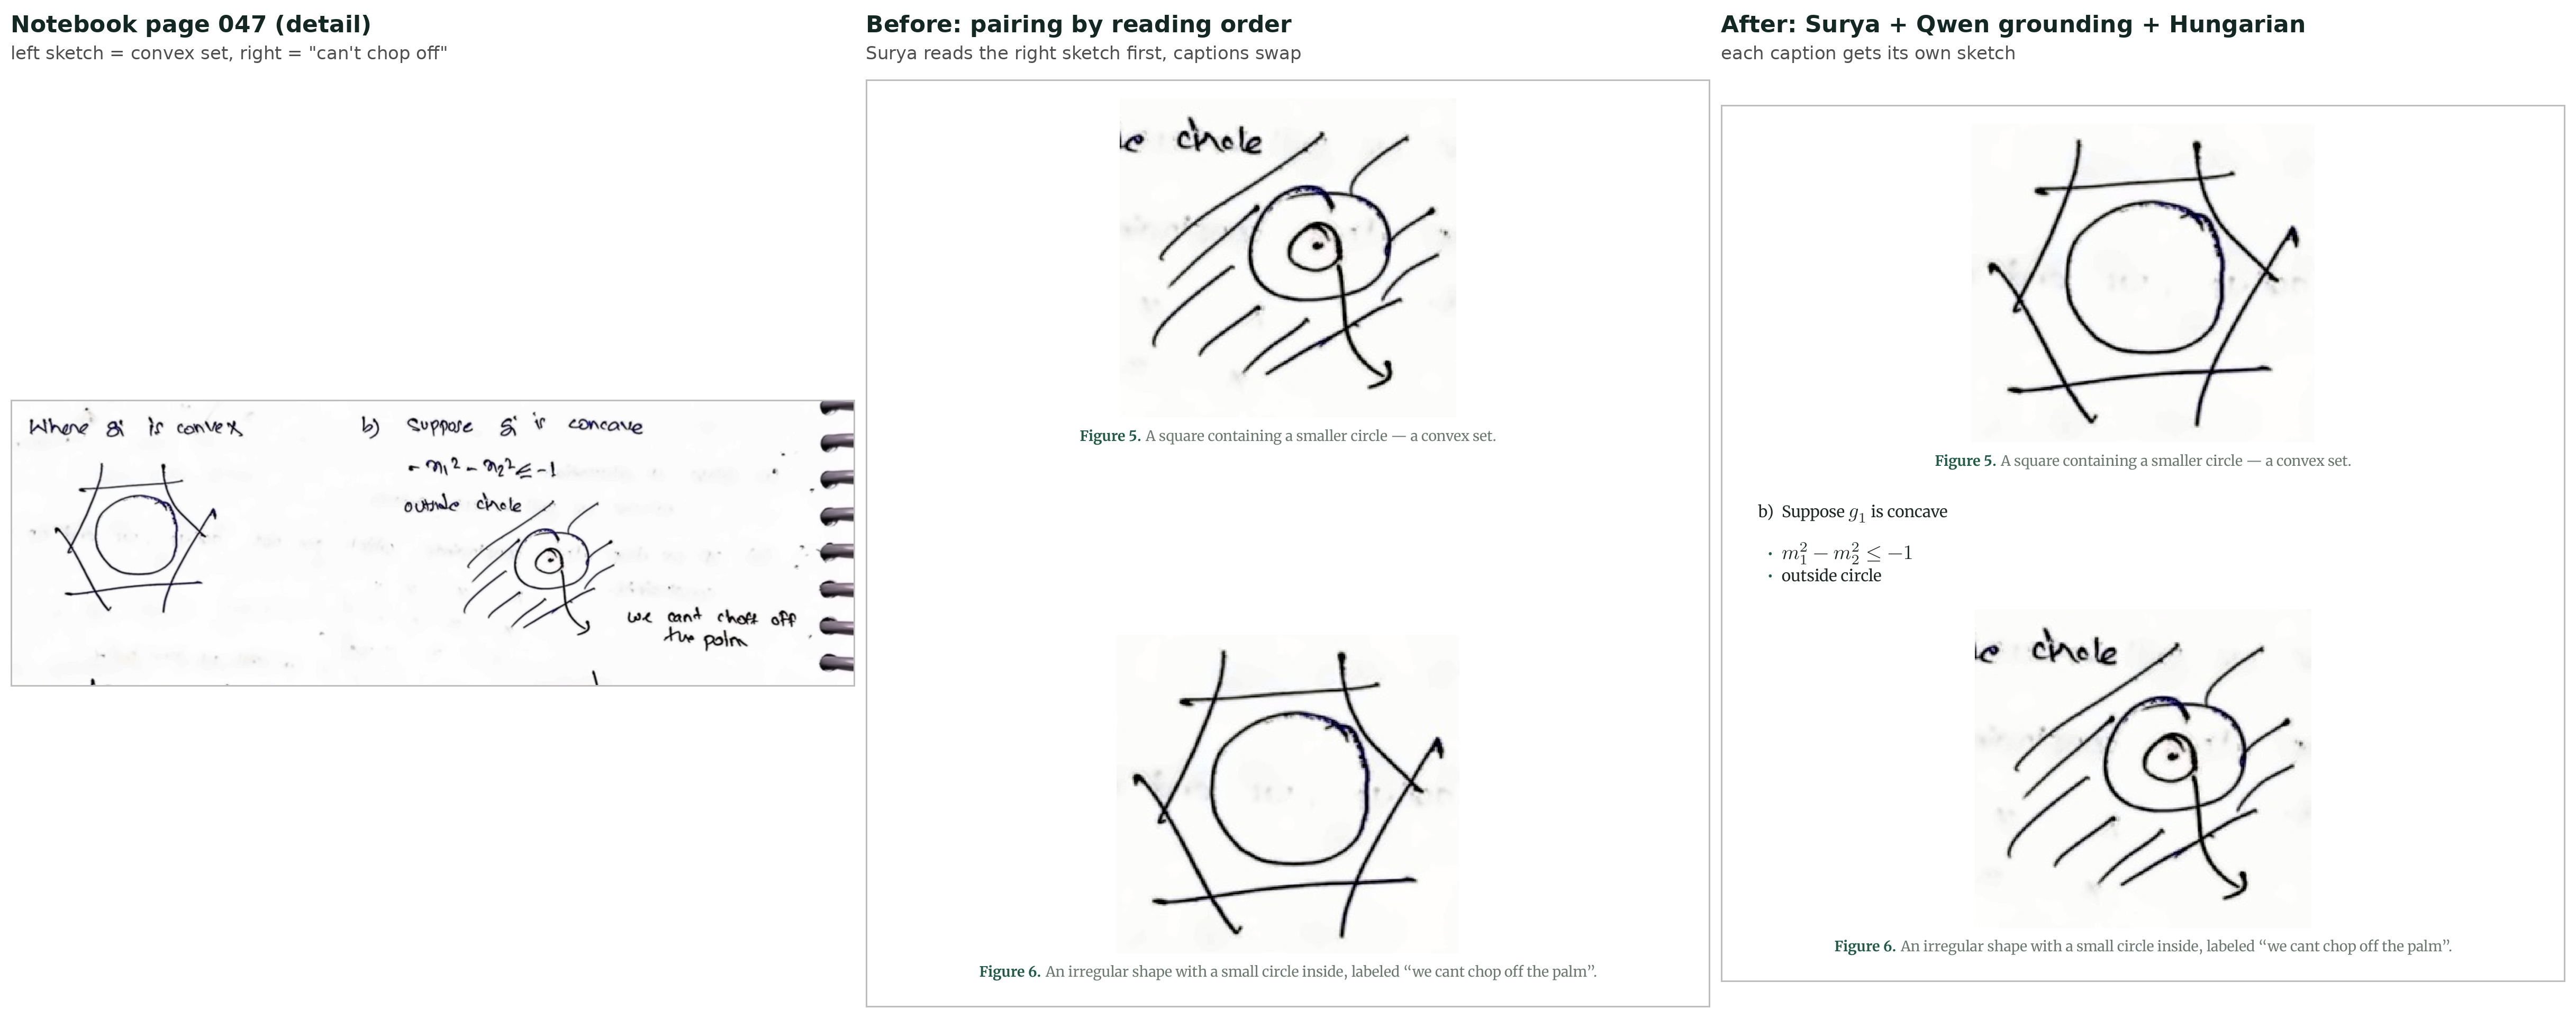 Notebook page 047 (detail)
left sketch = convex set, right = "can't chop off"
Where gi is convex
b) Suppose gi is concave
- x₁² - x₂² ≤ -1
outside circle
we cant chop off
the palm
Before: pairing by reading order
Surya reads the right sketch first, captions swap
le circle
Figure 5. A square containing a smaller circle — a convex set.
Figure 6. An irregular shape with a small circle inside, labeled “we cant chop off the palm”.
After: Surya + Qwen grounding + Hungarian
each caption gets its own sketch
Figure 5. A square containing a smaller circle — a convex set.
b) Suppose g₁ is concave
· m₁² − m₂² ≤ −1
· outside circle
le circle
Figure 6. An irregular shape with a small circle inside, labeled “we cant chop off the palm”.